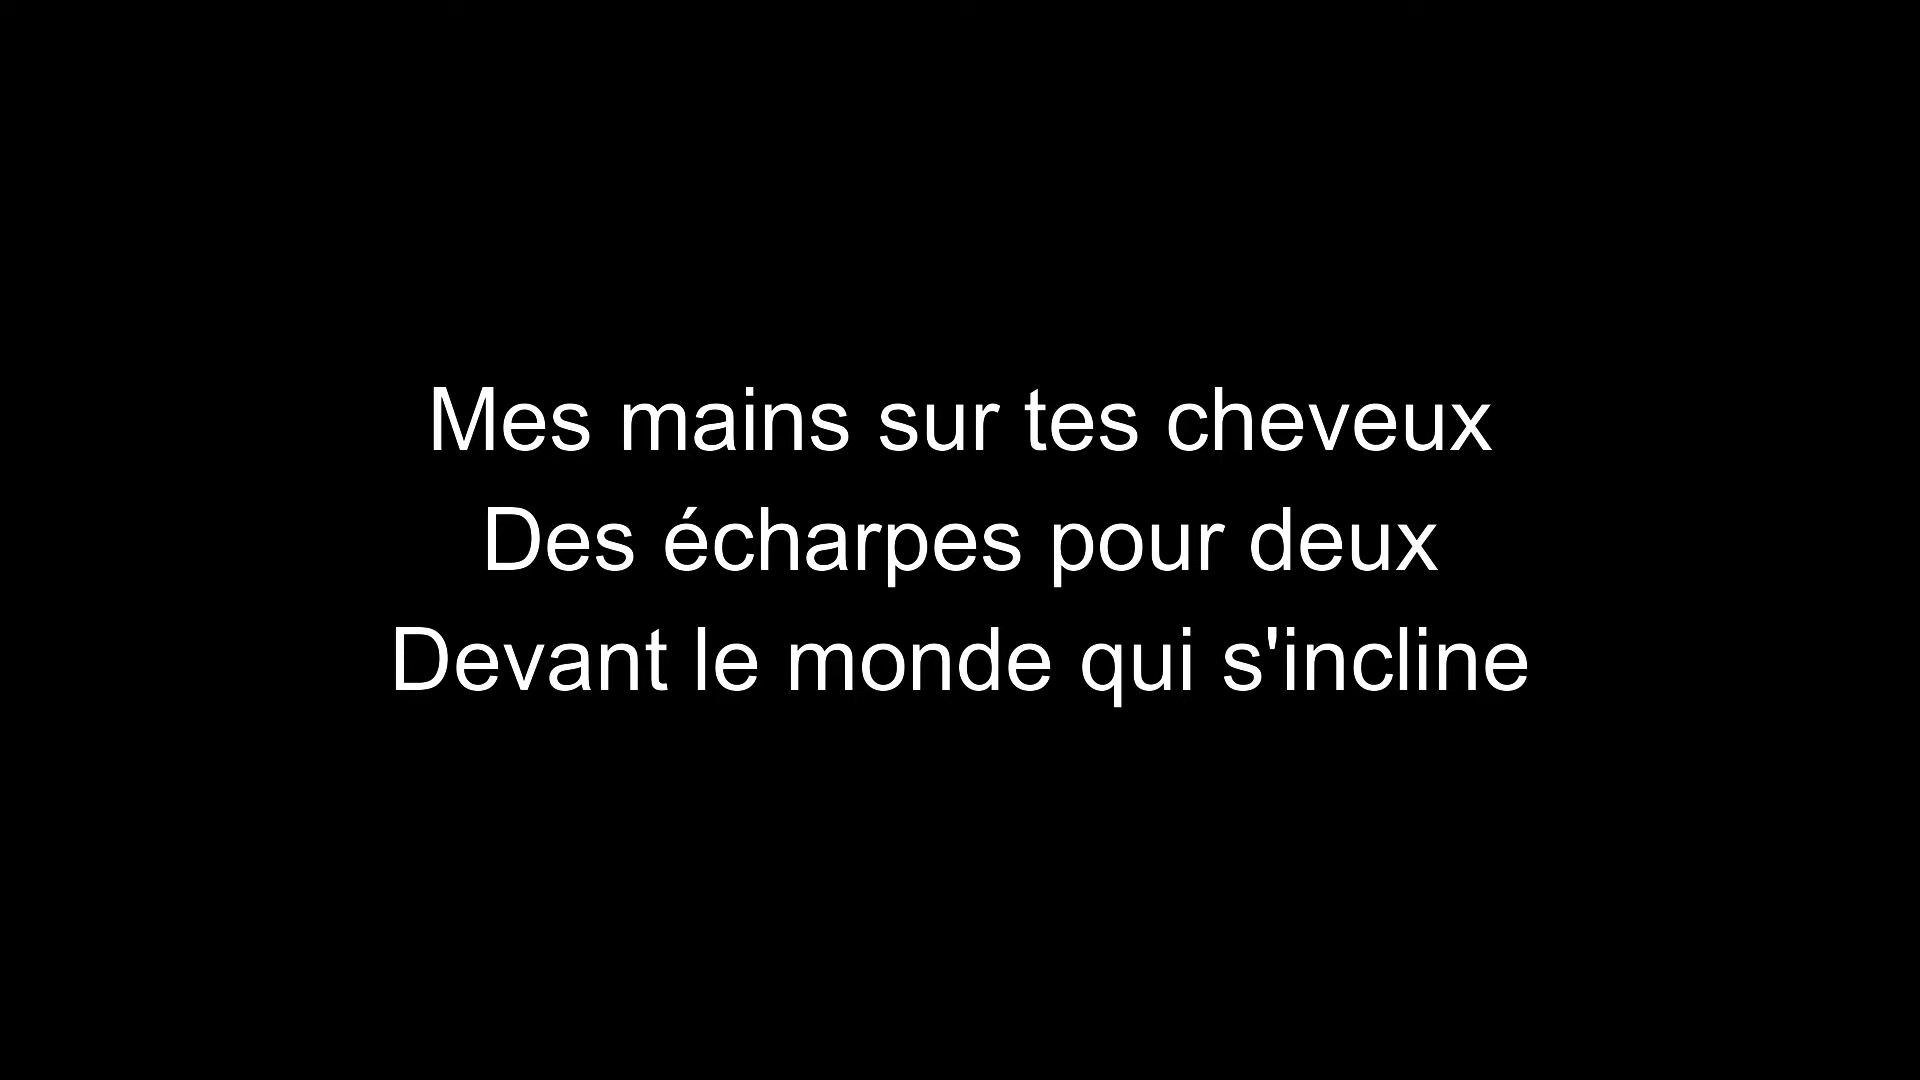 Mes mains sur tes cheveux
Des écharpes pour deux
Devant le monde qui s'incline